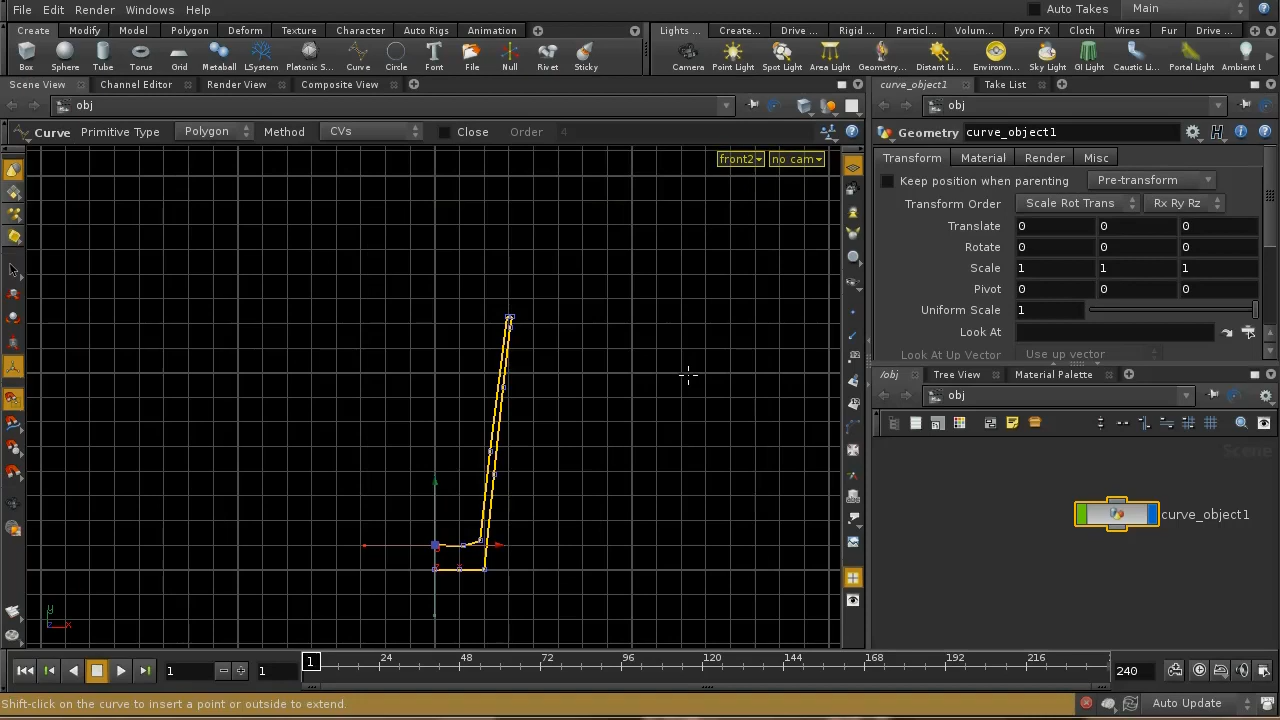 File Edit Render Windows Help Auto Takes Main
Create Modify Model Polygon Deform Texture Character Auto Rigs Animation Lights ... Create... Drive ... Rigid ... Particl... Volum... Pyro FX Cloth Wires Fur Drive ...
Box Sphere Tube Torus Grid Metaball LSystem Platonic S... Curve Circle Font File Null Rivet Sticky Camera Point Light Spot Light Area Light Geometry... Distant Li... Environm... Sky Light GI Light Caustic Li... Portal Light Ambient L
Scene View Channel Editor Render View Composite View curve_object1 Take List
obj obj
Curve Primitive Type Polygon Method CVs Close Order 4 Geometry curve_object1
front2 no cam Transform Material Render Misc
Keep position when parenting Pre-transform
Transform Order Scale Rot Trans Rx Ry Rz
Translate 0 0 0
Rotate 0 0 0
Scale 1 1 1
Pivot 0 0 0
Uniform Scale 1
Look At
Look At Up Vector Use up vector
/obj Tree View Material Palette
obj
Scene
curve_object1
y
x
1 1 1 24 48 72 96 120 144 168 192 216 240
Shift-click on the curve to insert a point or outside to extend. Auto Update